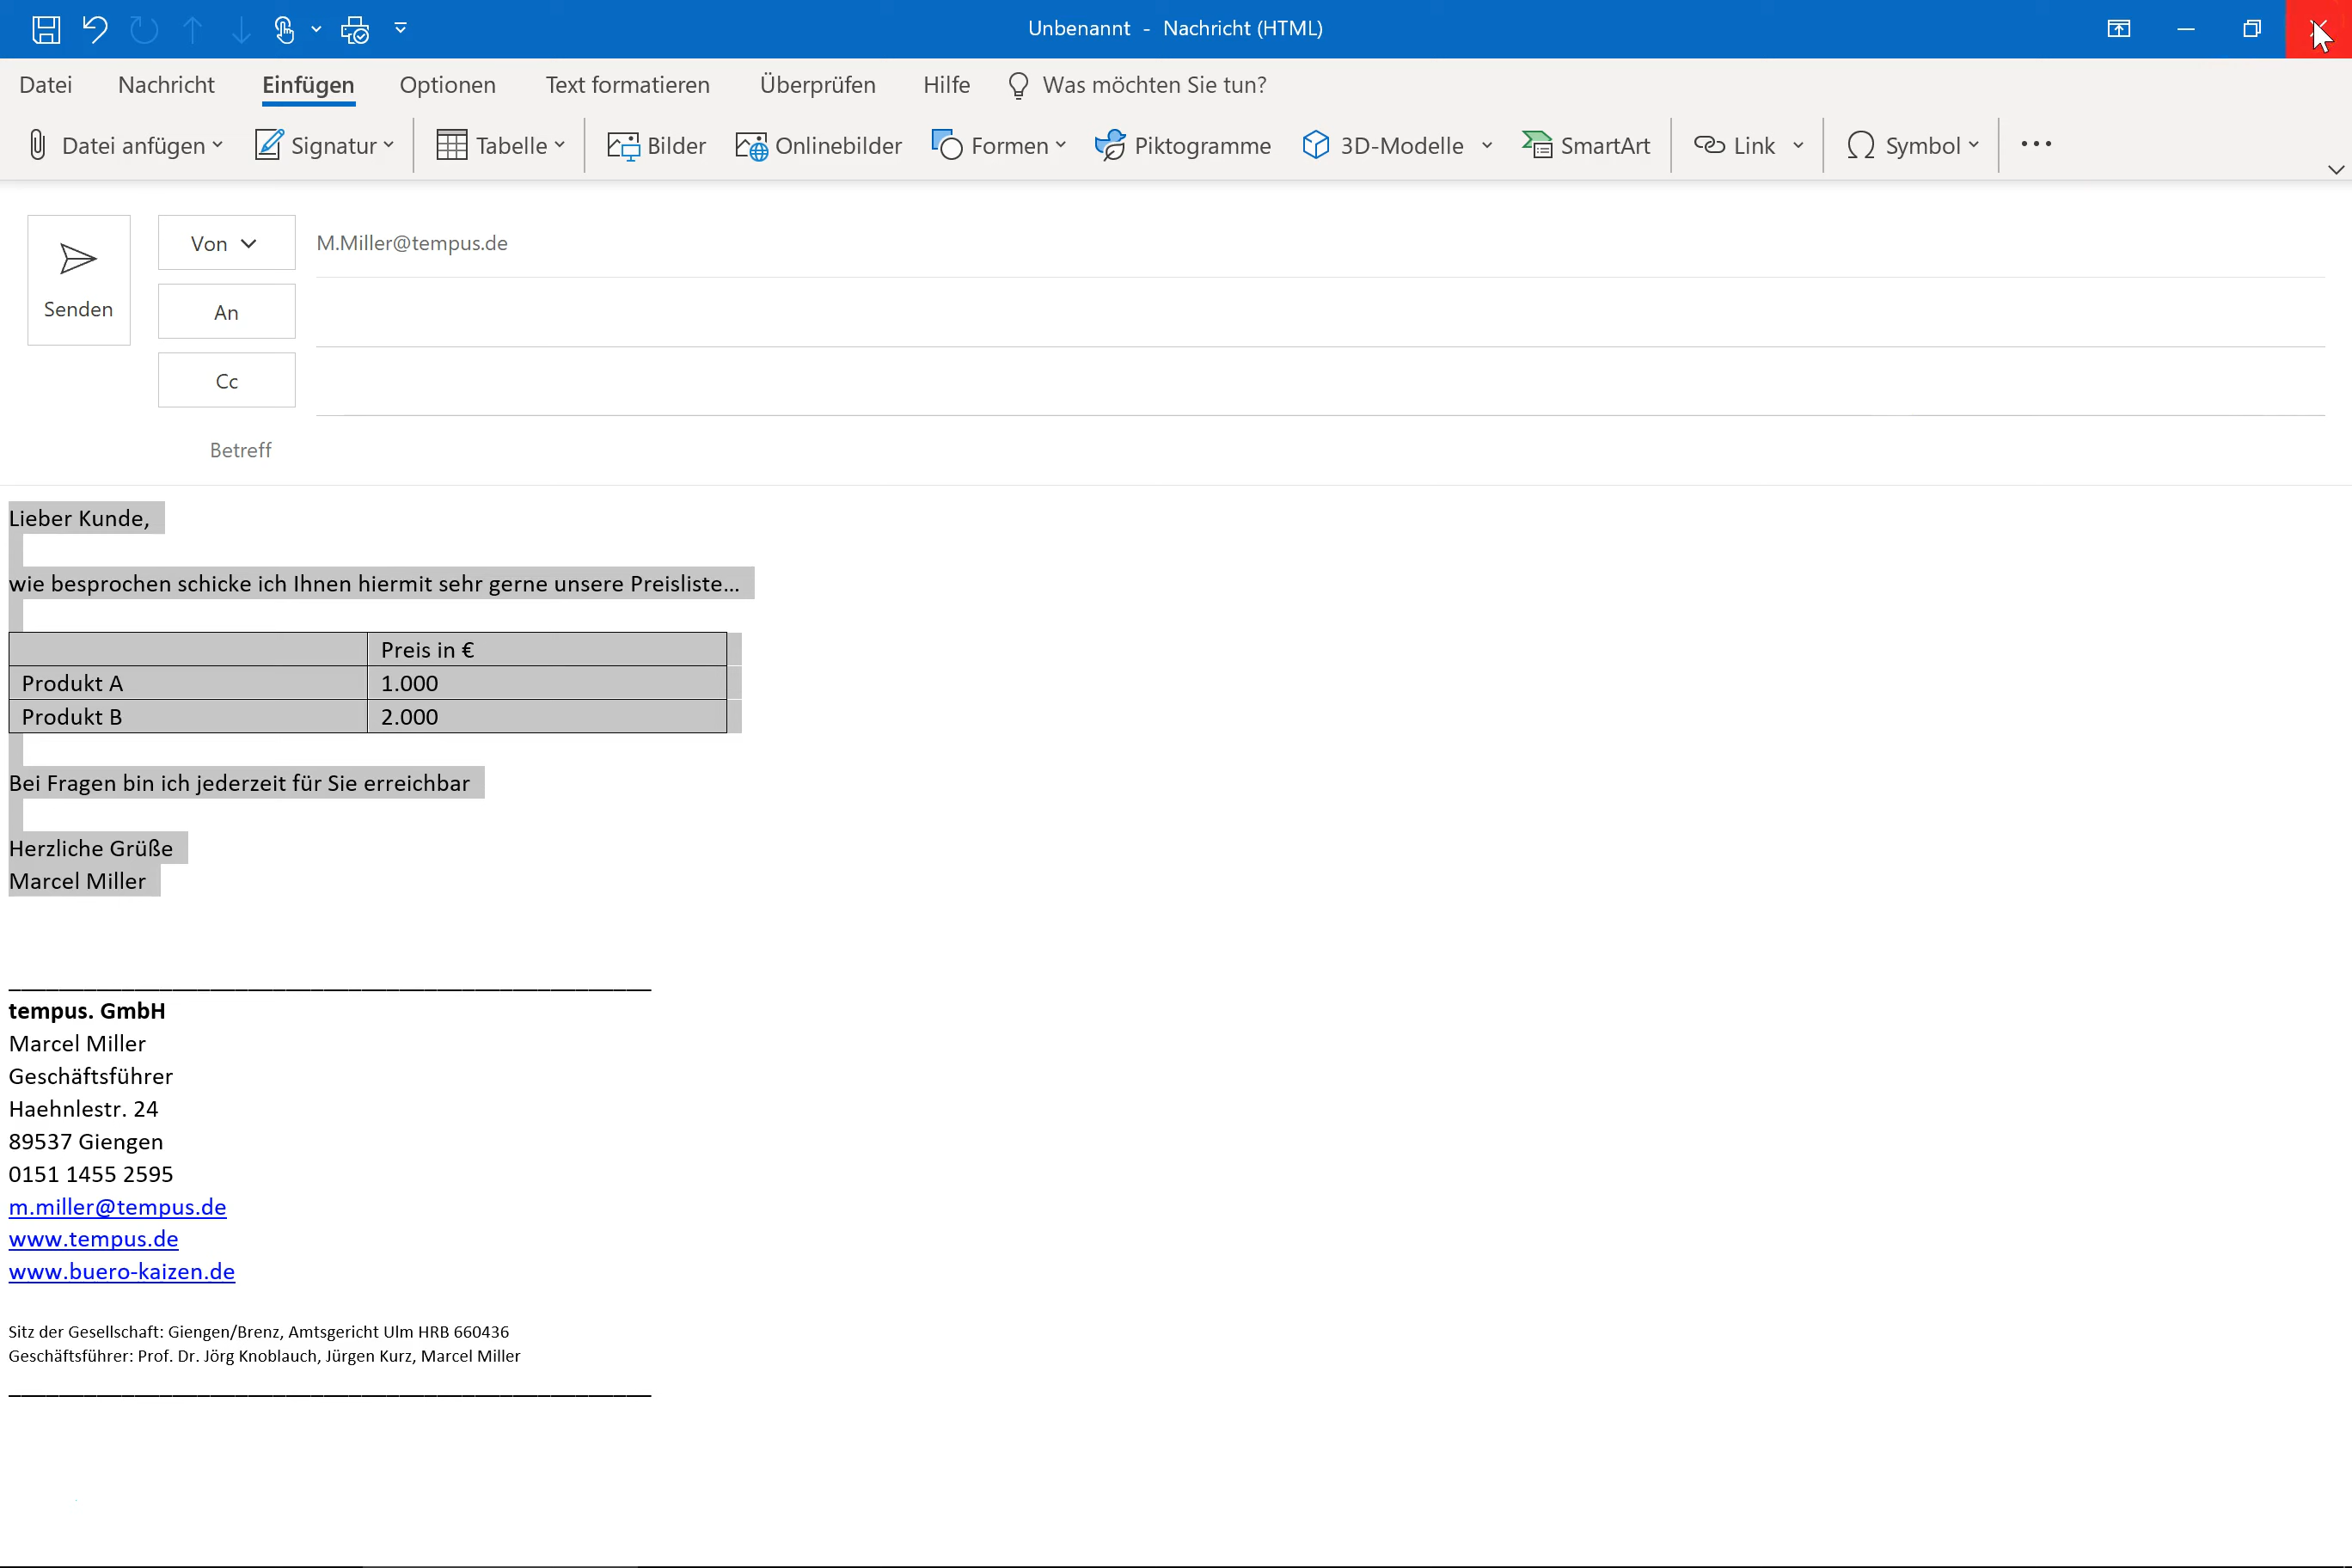 Unbenannt - Nachricht (HTML)
Datei Nachricht Einfügen Optionen Text formatieren Überprüfen Hilfe Was möchten Sie tun?
Datei anfügen Signatur Tabelle Bilder Onlinebilder Formen Piktogramme 3D-Modelle SmartArt Link Symbol ...
Von M.Miller@tempus.de
Senden
An
Cc
Betreff
Lieber Kunde,
wie besprochen schicke ich Ihnen hiermit sehr gerne unsere Preisliste...
Preis in €
Produkt A 1.000
Produkt B 2.000
Bei Fragen bin ich jederzeit für Sie erreichbar
Herzliche Grüße
Marcel Miller
tempus. GmbH
Marcel Miller
Geschäftsführer
Haehnlestr. 24
89537 Giengen
0151 1455 2595
m.miller@tempus.de
www.tempus.de
www.buero-kaizen.de
Sitz der Gesellschaft: Giengen/Brenz, Amtsgericht Ulm HRB 660436
Geschäftsführer: Prof. Dr. Jörg Knoblauch, Jürgen Kurz, Marcel Miller